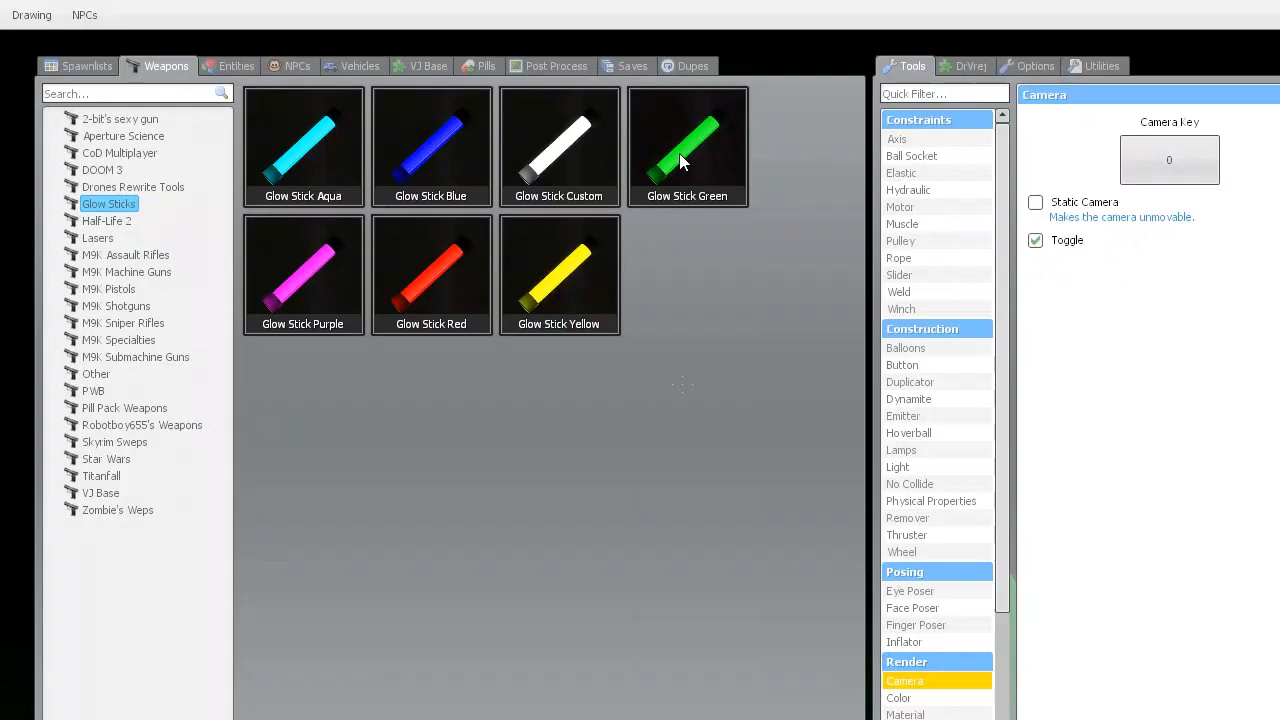 Drawing NPCs
Spawnlists Weapons Entities NPCs Vehicles VJ Base Pills Post Process Saves Dupes
Search...
2-bit's sexy gun
Aperture Science
CoD Multiplayer
DOOM 3
Drones Rewrite Tools
Glow Sticks
Half-Life 2
Lasers
M9K Assault Rifles
M9K Machine Guns
M9K Pistols
M9K Shotguns
M9K Sniper Rifles
M9K Specialties
M9K Submachine Guns
Other
PWB
Pill Pack Weapons
Robotboy655's Weapons
Skyrim Sweps
Star Wars
Titanfall
VJ Base
Zombie's Weps
Glow Stick Aqua
Glow Stick Blue
Glow Stick Custom
Glow Stick Green
Glow Stick Purple
Glow Stick Red
Glow Stick Yellow
Tools DrVrej Options Utilities
Quick Filter...
Constraints
Axis
Ball Socket
Elastic
Hydraulic
Motor
Muscle
Pulley
Rope
Slider
Weld
Winch
Construction
Balloons
Button
Duplicator
Dynamite
Emitter
Hoverball
Lamps
Light
No Collide
Physical Properties
Remover
Thruster
Wheel
Posing
Eye Poser
Face Poser
Finger Poser
Inflator
Render
Camera
Color
Material
Camera
Camera Key
0
Static Camera
Makes the camera unmovable.
Toggle